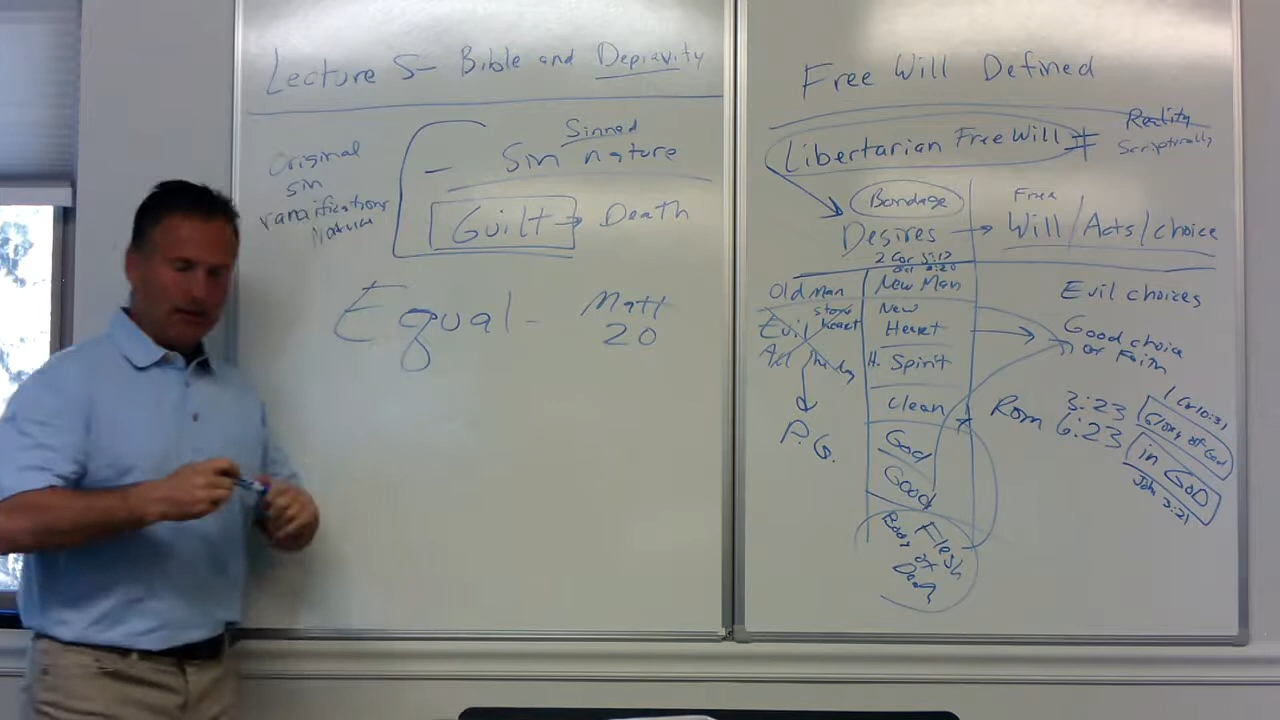 Lecture 5- Bible and Depravity
Original
sin
ramifications
Nature
Sinned
- Sin nature
Guilt → Death
Equal - Matt
20
Free Will Defined
Libertarian Free Will ≠
Reality
Scripturally
Bondage
Free
Desires → Will/Acts/choice
2 Cor 5:17
Old Man
New Man
Evil choices
stone
heart
Evil
Act
New
Heart
Good choice
of Faith
H. Spirit
Clean
P.G.
God
Good
Flesh
Body of
Death
Rom 3:23
6:23
1 Cor 10:31
Glory of God
in GOD
John 3:21